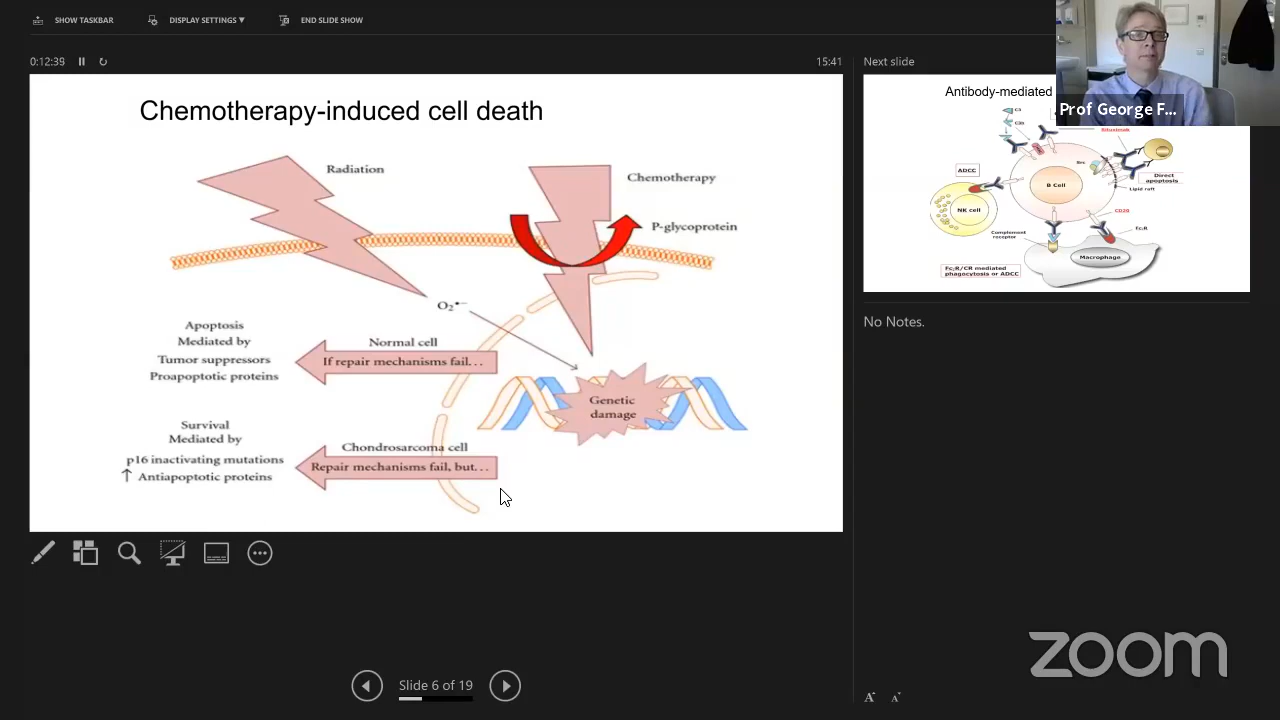 SHOW TASKBAR
DISPLAY SETTINGS ▼
END SLIDE SHOW
0:12:39
15:41
Next slide
Chemotherapy-induced cell death
Radiation
Chemotherapy
P-glycoprotein
O₂•−
Apoptosis
Mediated by
Tumor suppressors
Proapoptotic proteins
Normal cell
If repair mechanisms fail…
Genetic
damage
Survival
Mediated by
p16 inactivating mutations
↑ Antiapoptotic proteins
Chondrosarcoma cell
Repair mechanisms fail, but…
Antibody-mediated
Prof George F...
C3b
Rituximab
ADCC
B Cell
Direct
apoptosis
Lipid raft
NK cell
CD20
Complement
receptor
Macrophage
FcᵧR/CR mediated
phagocytosis or ADCC
No Notes.
Slide 6 of 19
zoom
A
A